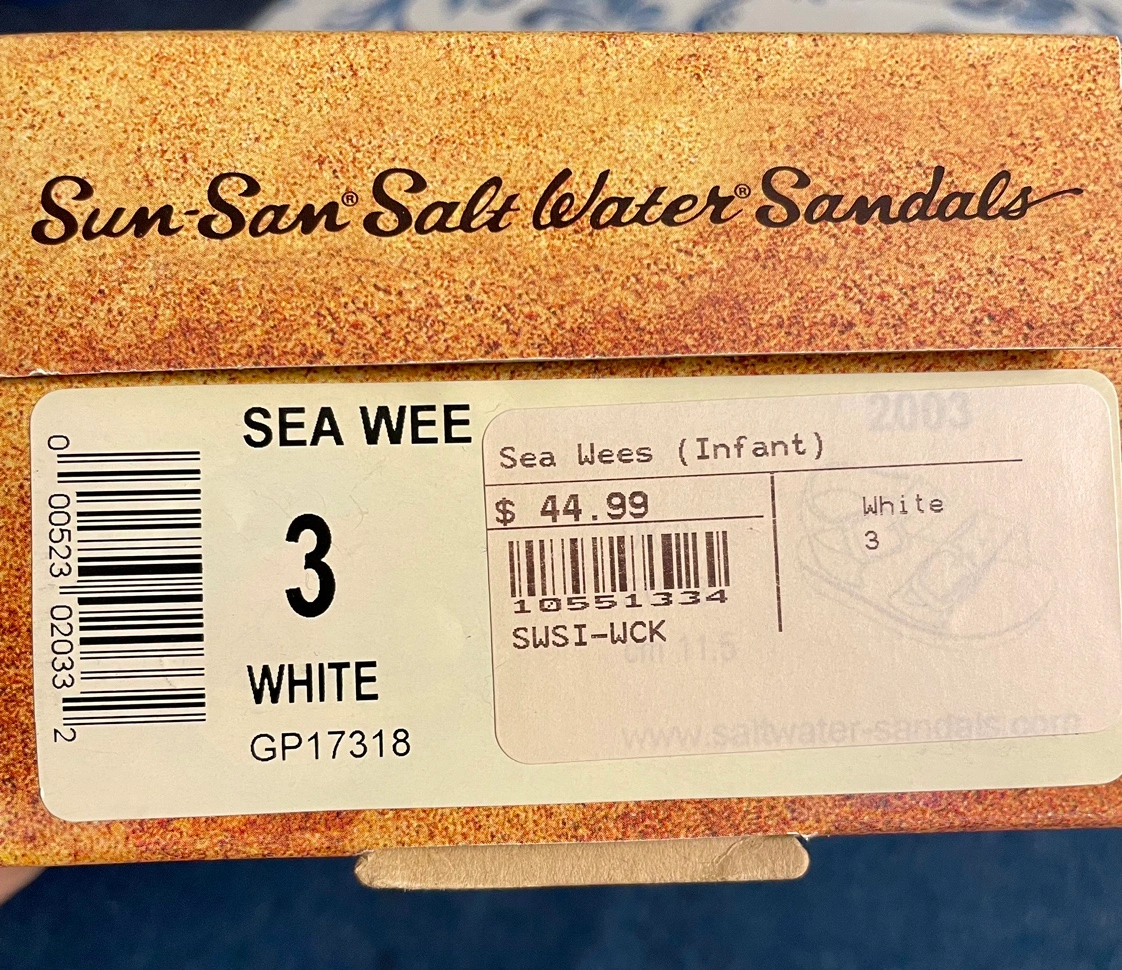 Sun-San® Salt Water® Sandals
SEA WEE
2003
Sea Wees (Infant)
$ 44.99
White
3
3
10551334
SWSI-WCK
cm 11.5
WHITE
GP17318
www.saltwater-sandals.com
0 00523 02033 2